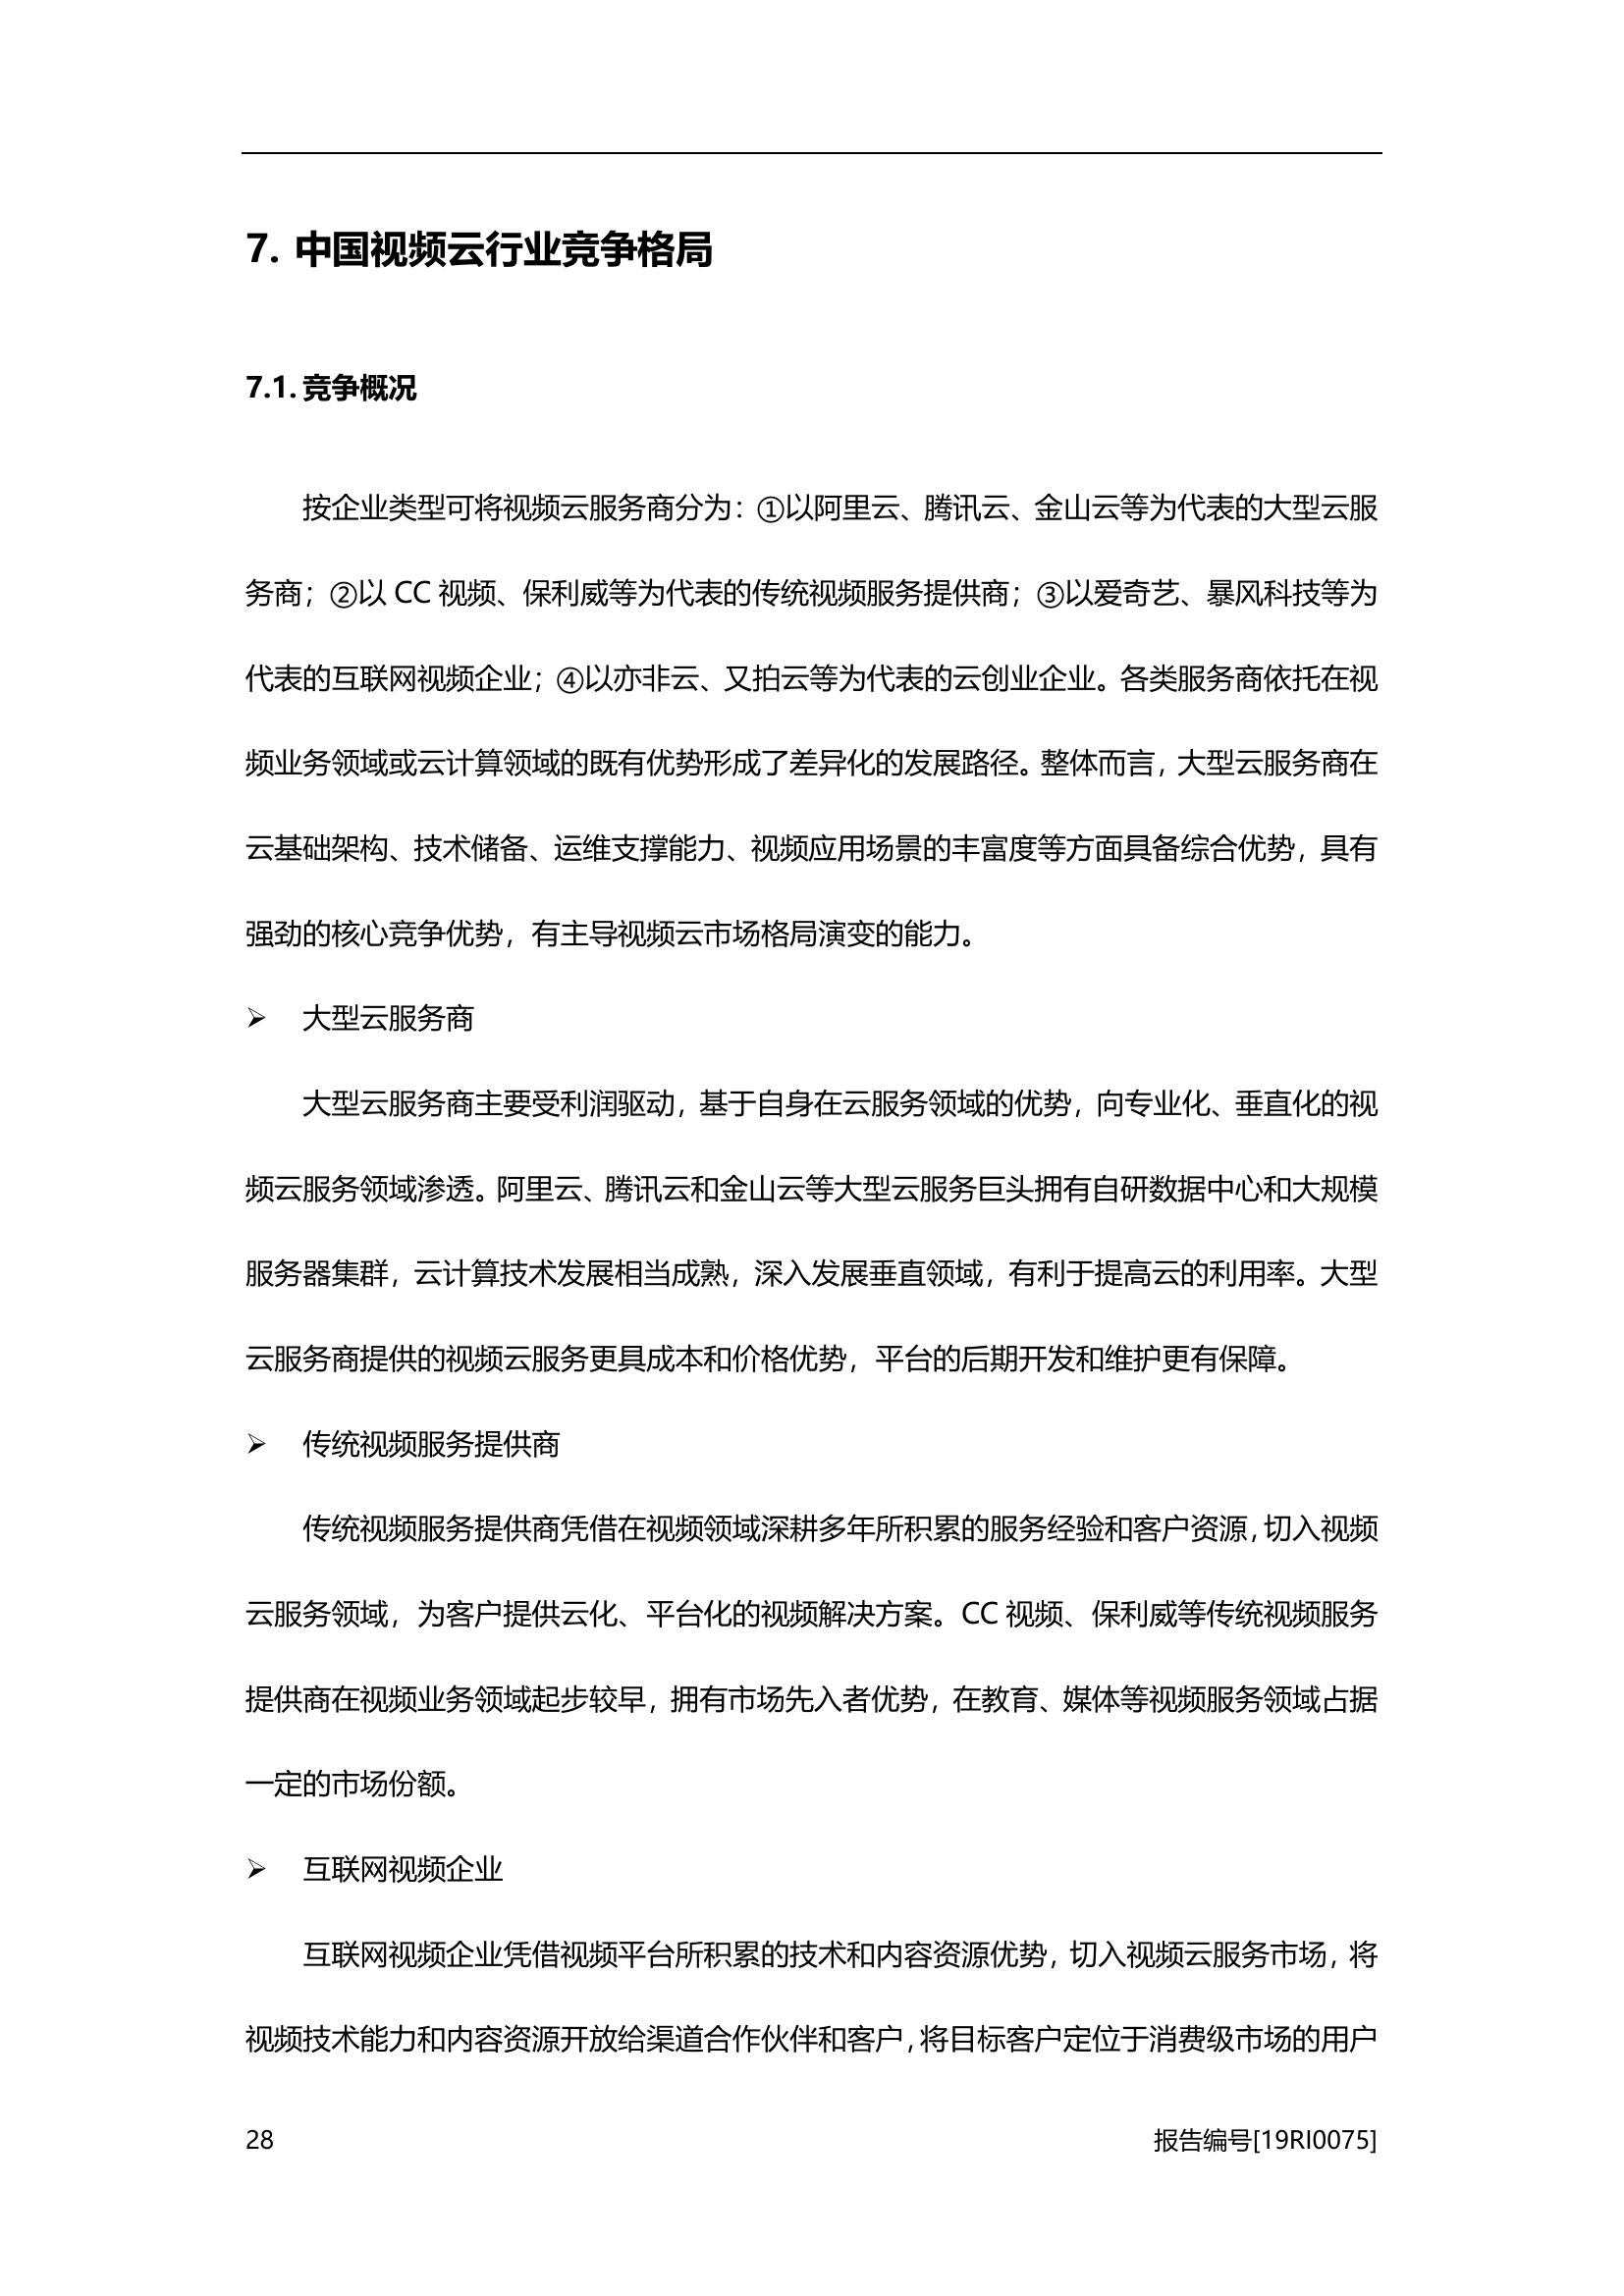 7. 中国视频云行业竞争格局
7.1. 竞争概况
按企业类型可将视频云服务商分为：①以阿里云、腾讯云、金山云等为代表的大型云服
务商；②以 CC 视频、保利威等为代表的传统视频服务提供商；③以爱奇艺、暴风科技等为
代表的互联网视频企业；④以亦非云、又拍云等为代表的云创业企业。各类服务商依托在视
频业务领域或云计算领域的既有优势形成了差异化的发展路径。整体而言，大型云服务商在
云基础架构、技术储备、运维支撑能力、视频应用场景的丰富度等方面具备综合优势，具有
强劲的核心竞争优势，有主导视频云市场格局演变的能力。
➢ 大型云服务商
大型云服务商主要受利润驱动，基于自身在云服务领域的优势，向专业化、垂直化的视
频云服务领域渗透。阿里云、腾讯云和金山云等大型云服务巨头拥有自研数据中心和大规模
服务器集群，云计算技术发展相当成熟，深入发展垂直领域，有利于提高云的利用率。大型
云服务商提供的视频云服务更具成本和价格优势，平台的后期开发和维护更有保障。
➢ 传统视频服务提供商
传统视频服务提供商凭借在视频领域深耕多年所积累的服务经验和客户资源，切入视频
云服务领域，为客户提供云化、平台化的视频解决方案。CC 视频、保利威等传统视频服务
提供商在视频业务领域起步较早，拥有市场先入者优势，在教育、媒体等视频服务领域占据
一定的市场份额。
➢ 互联网视频企业
互联网视频企业凭借视频平台所积累的技术和内容资源优势，切入视频云服务市场，将
视频技术能力和内容资源开放给渠道合作伙伴和客户，将目标客户定位于消费级市场的用户
28 报告编号[19RI0075]